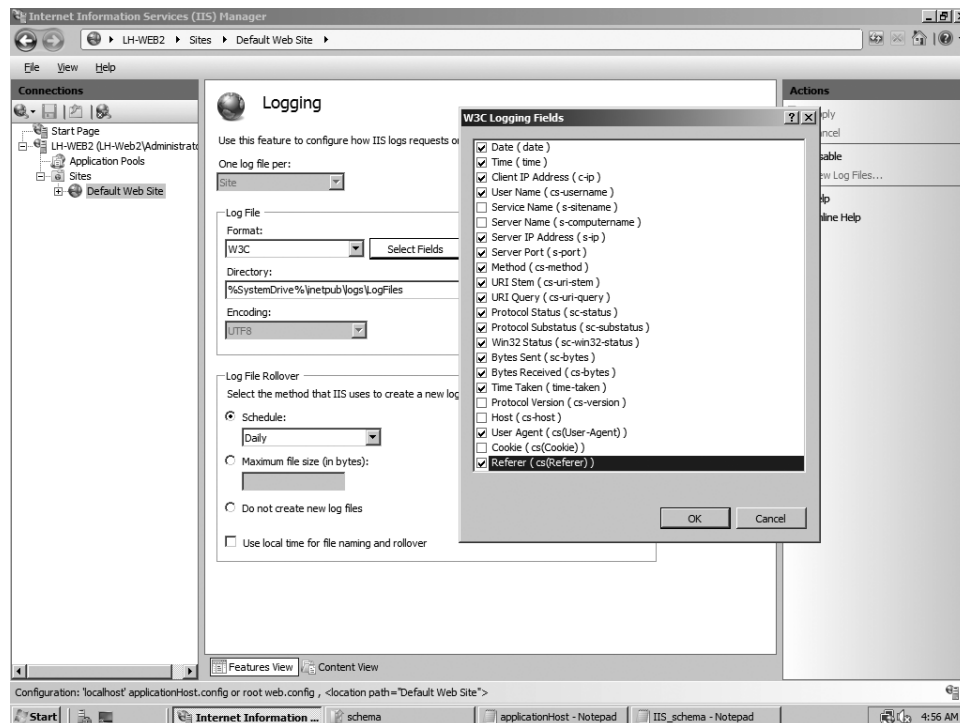 Internet Information Services (IIS) Manager
LH-WEB2 Sites Default Web Site
File View Help
Connections
Start Page
LH-WEB2 (LH-Web2\Administrato
Application Pools
Sites
Default Web Site
Logging
Use this feature to configure how IIS logs requests o
One log file per:
Site
Log File
Format:
W3C
Select Fields
Directory:
%SystemDrive%\inetpub\logs\LogFiles
Encoding:
UTF8
Log File Rollover
Select the method that IIS uses to create a new log
Schedule:
Daily
Maximum file size (in bytes):
Do not create new log files
Use local time for file naming and rollover
Features View
Content View
W3C Logging Fields
Date ( date )
Time ( time )
Client IP Address ( c-ip )
User Name ( cs-username )
Service Name ( s-sitename )
Server Name ( s-computername )
Server IP Address ( s-ip )
Server Port ( s-port )
Method ( cs-method )
URI Stem ( cs-uri-stem )
URI Query ( cs-uri-query )
Protocol Status ( sc-status )
Protocol Substatus ( sc-substatus )
Win32 Status ( sc-win32-status )
Bytes Sent ( sc-bytes )
Bytes Received ( cs-bytes )
Time Taken ( time-taken )
Protocol Version ( cs-version )
Host ( cs-host )
User Agent ( cs(User-Agent) )
Cookie ( cs(Cookie) )
Referer ( cs(Referer) )
OK Cancel
Actions
ply
ncel
sable
ew Log Files...
lp
nline Help
Configuration: 'localhost' applicationHost.config or root web.config , <location path="Default Web Site">
Start
Internet Information ...
schema
applicationHost - Notepad
IIS_schema - Notepad
4:56 AM